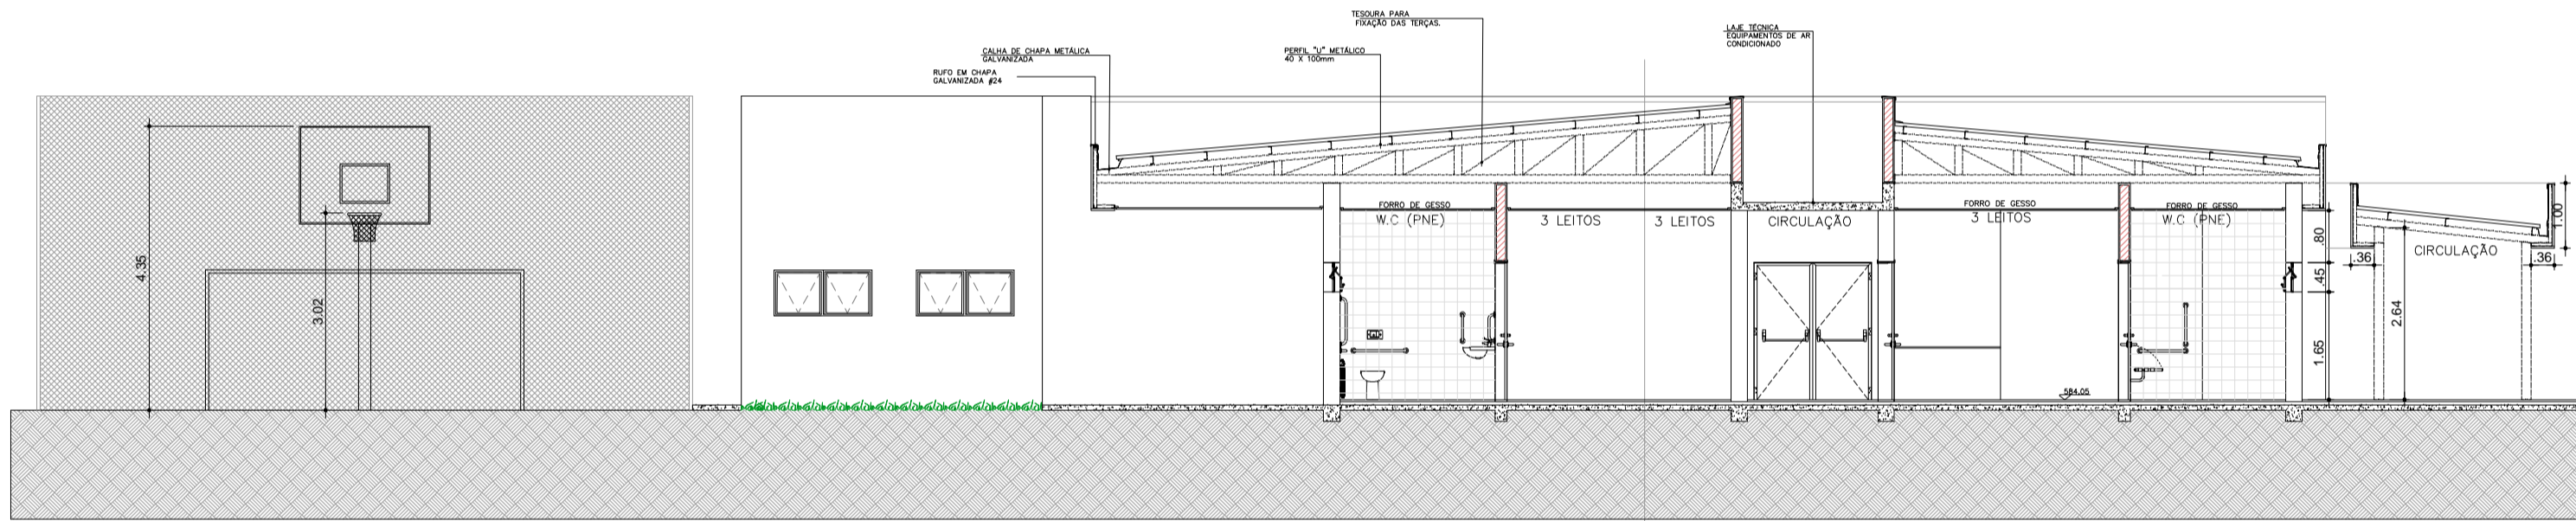 TESOURA PARA
FIXAÇÃO DAS TERÇAS.
LAJE TÉCNICA
EQUIPAMENTOS DE AR
CONDICIONADO
CALHA DE CHAPA METÁLICA
GALVANIZADA
PERFIL "U" METÁLICO
40 X 100mm
RUFO EM CHAPA
GALVANIZADA #24
FORRO DE GESSO
W.C (PNE)
3 LEITOS
3 LEITOS
CIRCULAÇÃO
FORRO DE GESSO
3 LEITOS
FORRO DE GESSO
W.C (PNE)
CIRCULAÇÃO
4.35
3.02
.80
.45
1.65
.36
.36
1.00
2.64
584,05